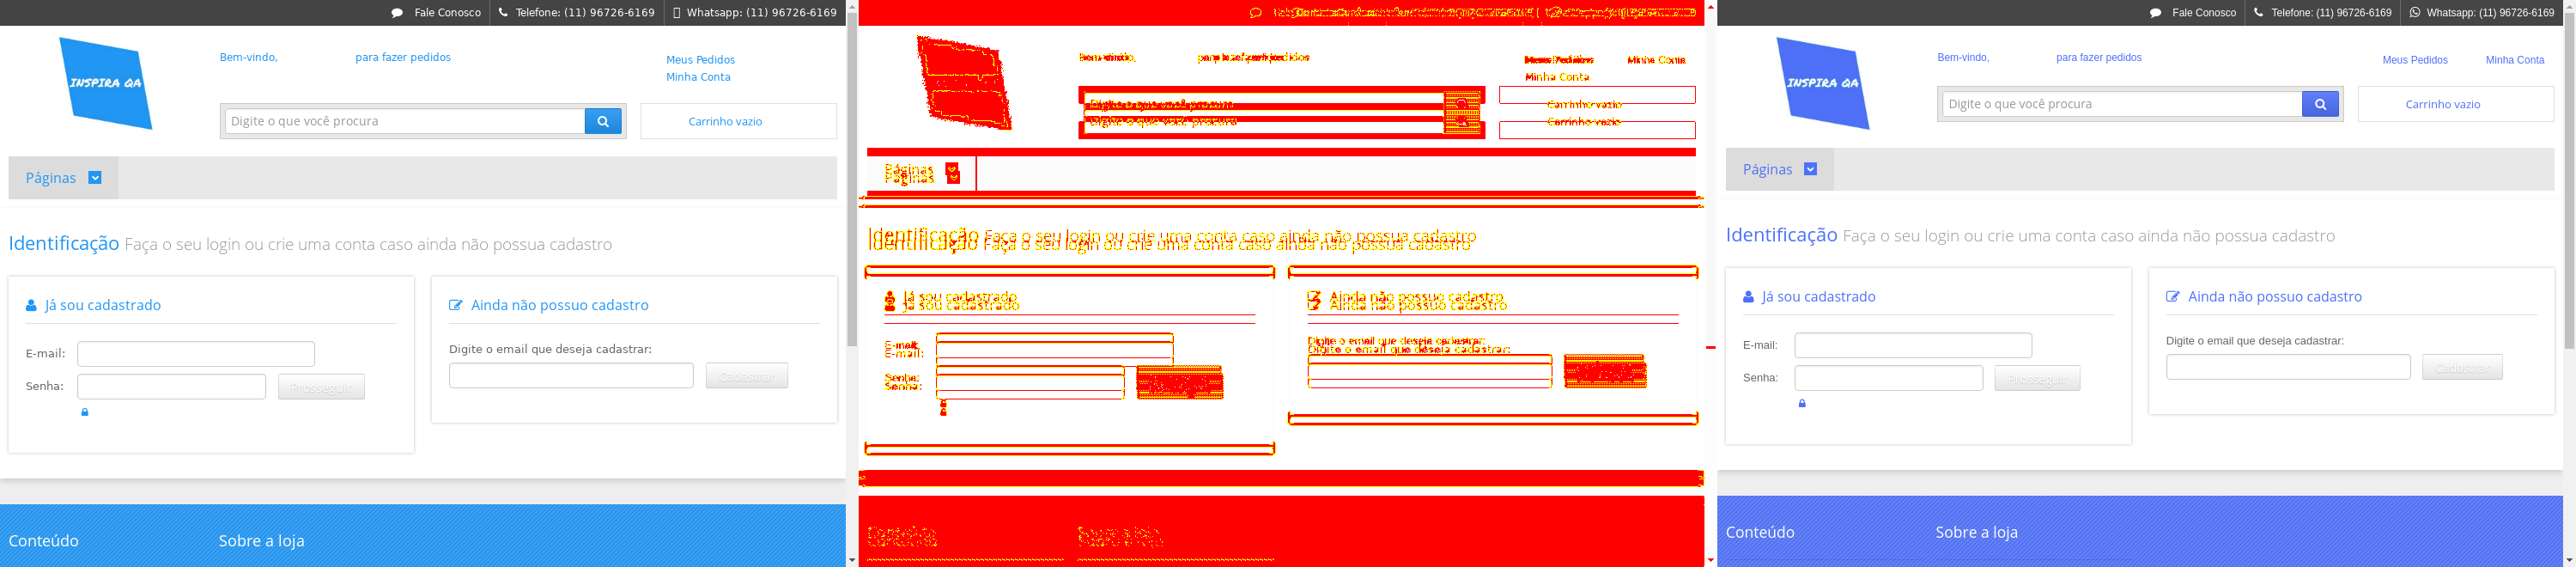 Fale Conosco Telefone: (11) 96726-6169 Whatsapp: (11) 96726-6169
INSPIRA QA
Bem-vindo, para fazer pedidos
Meus Pedidos
Minha Conta
Digite o que você procura
Carrinho vazio
Páginas
Identificação Faça o seu login ou crie uma conta caso ainda não possua cadastro
Já sou cadastrado
E-mail:
Senha:
Prosseguir
Ainda não possuo cadastro
Digite o email que deseja cadastrar:
Cadastrar
Conteúdo
Sobre a loja
Bem-vindo, para fazer pedidos
Meus Pedidos Minha Conta
Minha Conta
Digite o que você procura
Digite o que você procura
Carrinho vazio
Carrinho vazio
Páginas
Páginas
Identificação Faça o seu login ou crie uma conta caso ainda não possua cadastro
Identificação Faça o seu login ou crie uma conta caso ainda não possua cadastro
Já sou cadastrado
Já sou cadastrado
E-mail:
E-mail:
Senha:
Senha:
Ainda não possuo cadastro
Ainda não possuo cadastro
Digite o email que deseja cadastrar:
Digite o email que deseja cadastrar:
Fale Conosco Telefone: (11) 96726-6169 Whatsapp: (11) 96726-6169
INSPIRA QA
Bem-vindo, para fazer pedidos
Meus Pedidos Minha Conta
Digite o que você procura
Carrinho vazio
Páginas
Identificação Faça o seu login ou crie uma conta caso ainda não possua cadastro
Já sou cadastrado
E-mail:
Senha:
Prosseguir
Ainda não possuo cadastro
Digite o email que deseja cadastrar:
Cadastrar
Conteúdo
Sobre a loja